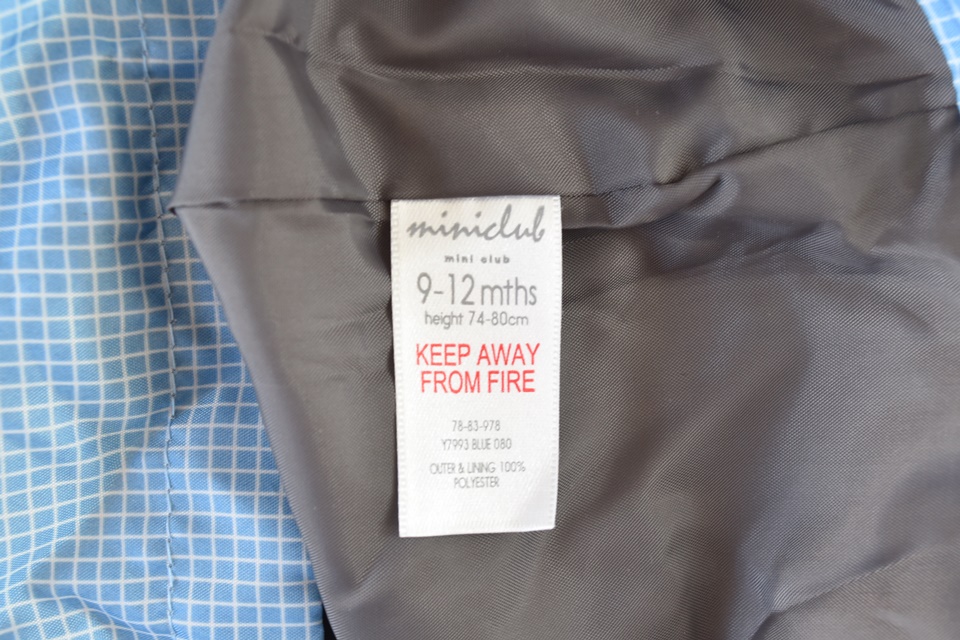 miniclub
mini club
9-12 mths
height 74-80cm
KEEP AWAY
FROM FIRE
78-83-978
Y7993 BLUE 080
OUTER & LINING 100%
POLYESTER